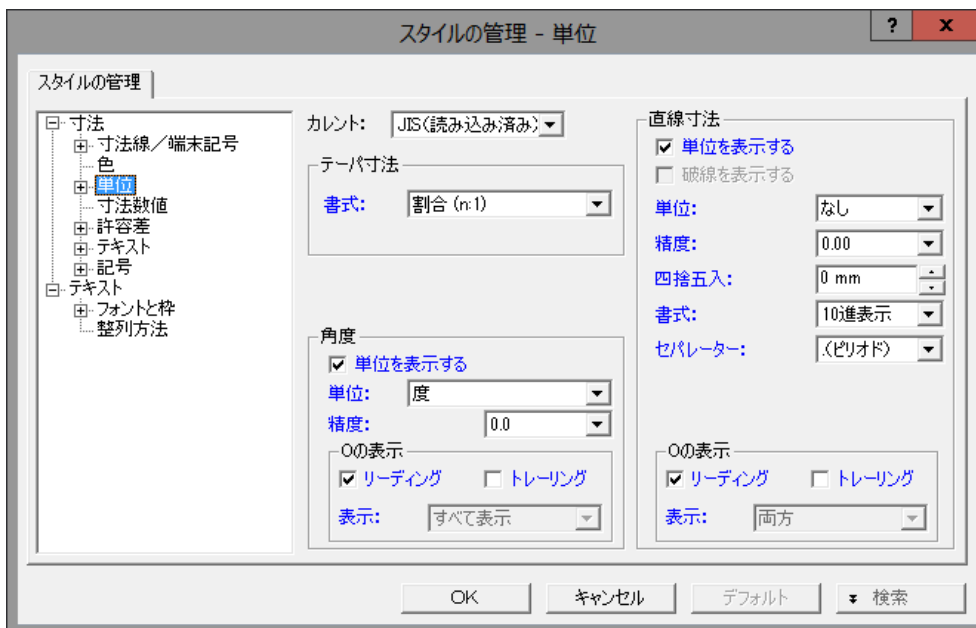 スタイルの管理 - 単位
?
x
スタイルの管理
寸法
寸法線／端末記号
色
単位
寸法数値
許容差
テキスト
記号
テキスト
フォントと枠
整列方法
カレント: JIS(読み込み済み)
テーパ寸法
書式: 割合 (n:1)
角度
単位を表示する
単位: 度
精度: 0.0
0の表示
リーディング トレーリング
表示: すべて表示
直線寸法
単位を表示する
破線を表示する
単位: なし
精度: 0.00
四捨五入: 0 mm
書式: 10進表示
セパレーター: .(ピリオド)
0の表示
リーディング トレーリング
表示: 両方
OK キャンセル デフォルト 検索